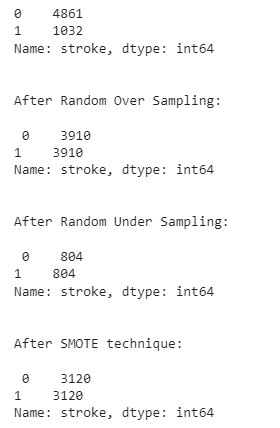 0    4861
1    1032
Name: stroke, dtype: int64
After Random Over Sampling:
 0    3910
1    3910
Name: stroke, dtype: int64
After Random Under Sampling:
 0    804
1    804
Name: stroke, dtype: int64
After SMOTE technique:
 0    3120
1    3120
Name: stroke, dtype: int64